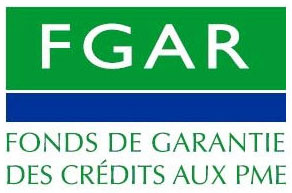 FGAR
FONDS DE GARANTIE
DES CRÉDITS AUX PME